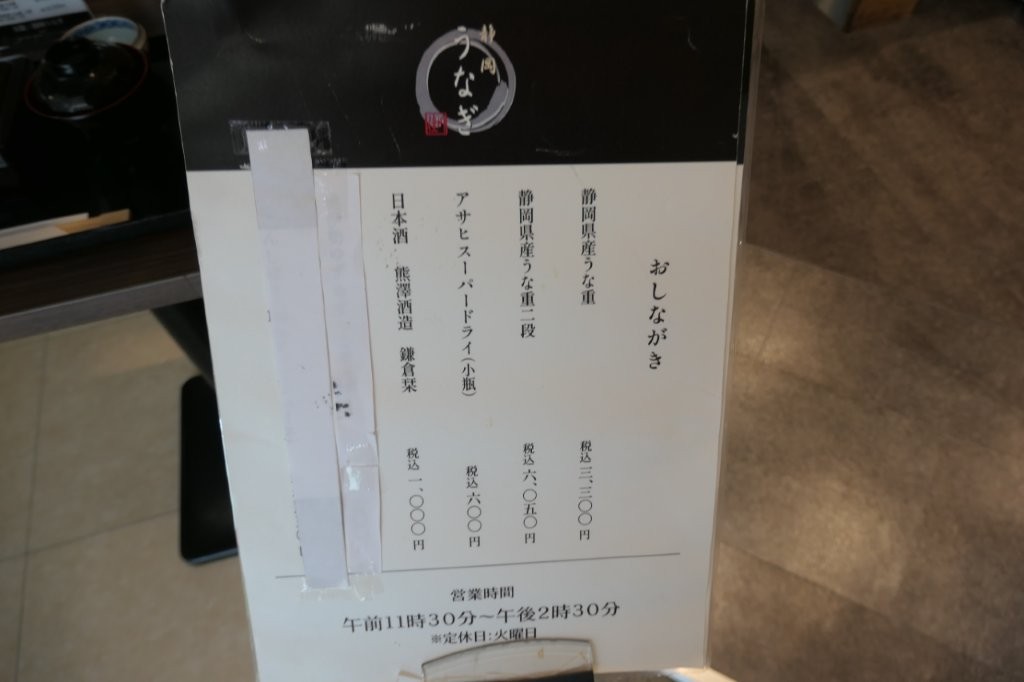 静岡
うなぎ
おしながき
静岡県産うな重
税込 三、三〇〇円
静岡県産うな重二段
税込 六、〇五〇円
アサヒスーパードライ(小瓶)
税込 六〇〇円
日本酒 熊澤酒造 鎌倉栞
税込 一、〇〇〇円
営業時間
午前11時30分~午後2時30分
※定休日:火曜日